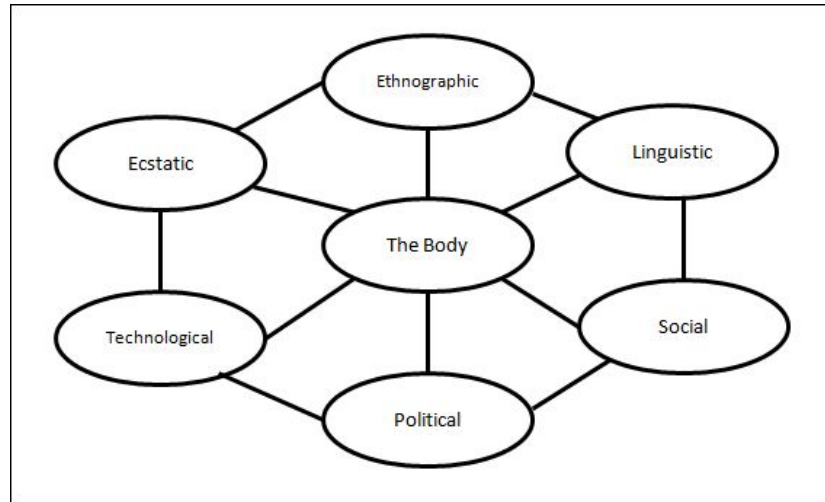 Ethnographic
Ecstatic
Linguistic
The Body
Technological
Social
Political